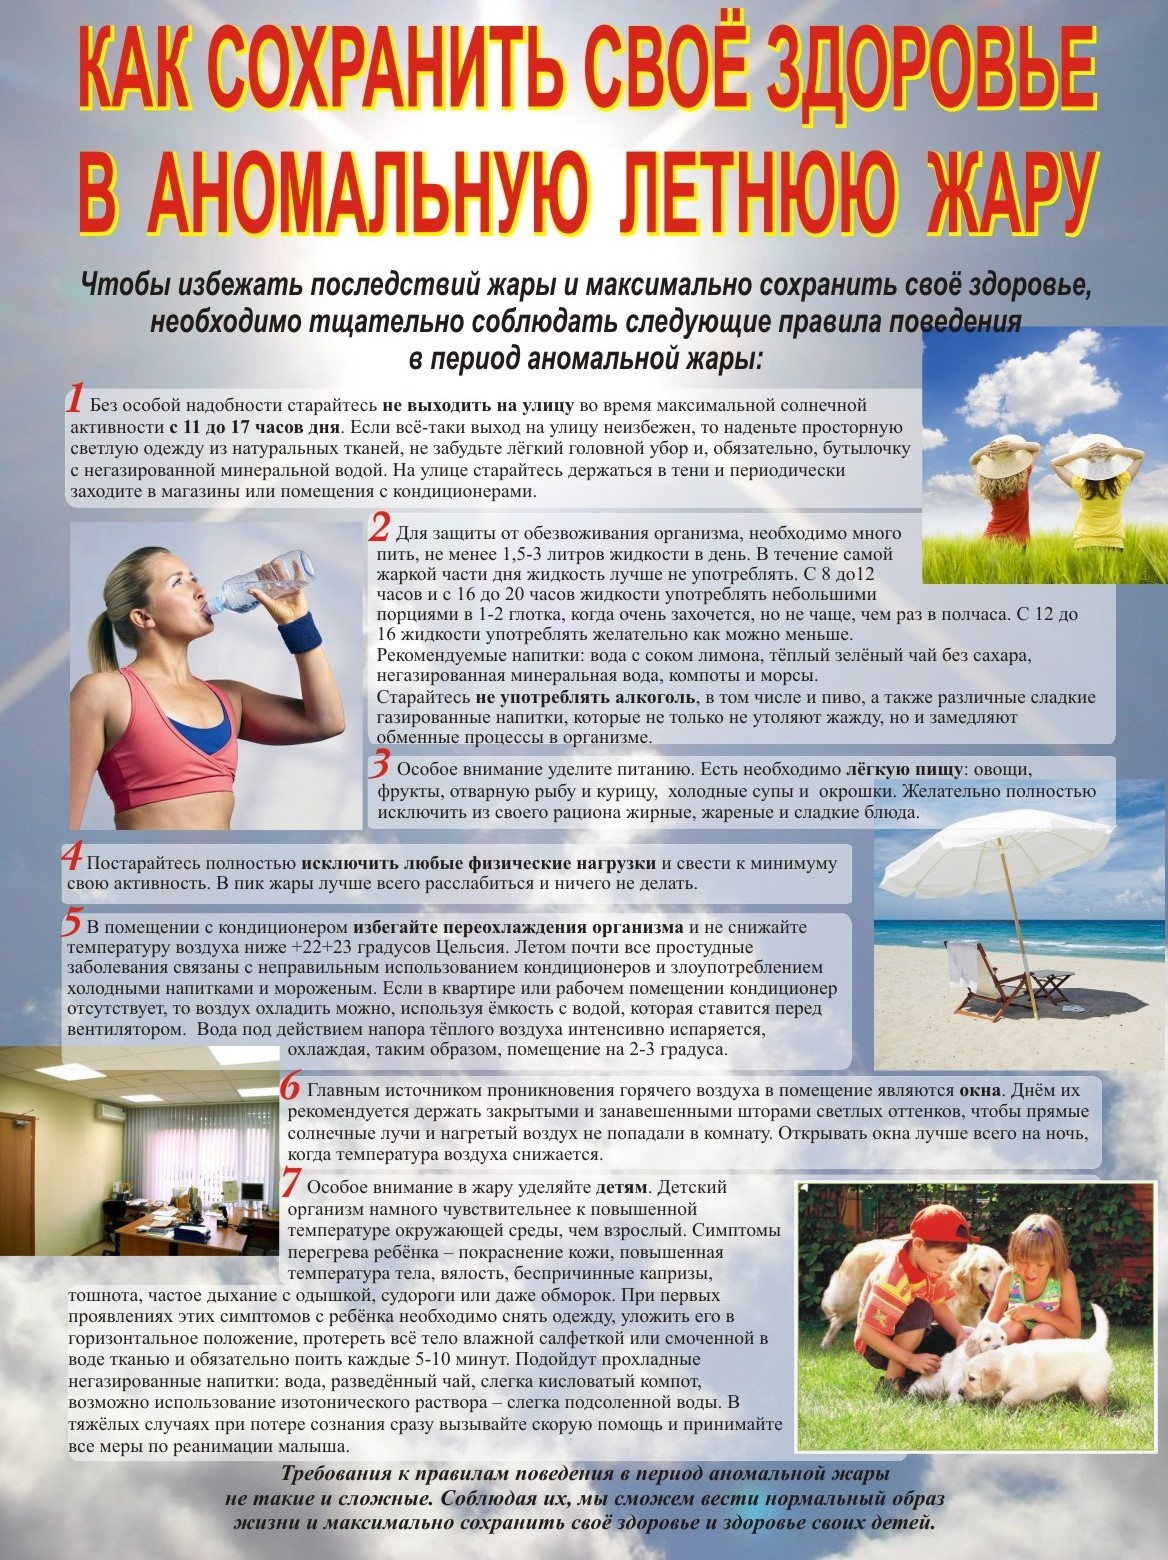 КАК СОХРАНИТЬ СВОЁ ЗДОРОВЬЕ
В АНОМАЛЬНУЮ ЛЕТНЮЮ ЖАРУ
Чтобы избежать последствий жары и максимально сохранить своё здоровье,
необходимо тщательно соблюдать следующие правила поведения
в период аномальной жары:
1 Без особой надобности старайтесь не выходить на улицу во время максимальной солнечной
активности с 11 до 17 часов дня. Если всё-таки выход на улицу неизбежен, то наденьте просторную
светлую одежду из натуральных тканей, не забудьте лёгкий головной убор и, обязательно, бутылочку
с негазированной минеральной водой. На улице старайтесь держаться в тени и периодически
заходите в магазины или помещения с кондиционерами.
2 Для защиты от обезвоживания организма, необходимо много
пить, не менее 1,5-3 литров жидкости в день. В течение самой
жаркой части дня жидкость лучше не употреблять. С 8 до12
часов и с 16 до 20 часов жидкости употреблять небольшими
порциями в 1-2 глотка, когда очень захочется, но не чаще, чем раз в полчаса. С 12 до
16 жидкости употреблять желательно как можно меньше.
Рекомендуемые напитки: вода с соком лимона, тёплый зелёный чай без сахара,
негазированная минеральная вода, компоты и морсы.
Старайтесь не употреблять алкоголь, в том числе и пиво, а также различные сладкие
газированные напитки, которые не только не утоляют жажду, но и замедляют
обменные процессы в организме.
3 Особое внимание уделите питанию. Есть необходимо лёгкую пищу: овощи,
фрукты, отварную рыбу и курицу, холодные супы и окрошки. Желательно полностью
исключить из своего рациона жирные, жареные и сладкие блюда.
4 Постарайтесь полностью исключить любые физические нагрузки и свести к минимуму
свою активность. В пик жары лучше всего расслабиться и ничего не делать.
5 В помещении с кондиционером избегайте переохлаждения организма и не снижайте
температуру воздуха ниже +22+23 градусов Цельсия. Летом почти все простудные
заболевания связаны с неправильным использованием кондиционеров и злоупотреблением
холодными напитками и мороженым. Если в квартире или рабочем помещении кондиционер
отсутствует, то воздух охладить можно, используя ёмкость с водой, которая ставится перед
вентилятором. Вода под действием напора тёплого воздуха интенсивно испаряется,
охлаждая, таким образом, помещение на 2-3 градуса.
6 Главным источником проникновения горячего воздуха в помещение являются окна. Днём их
рекомендуется держать закрытыми и занавешенными шторами светлых оттенков, чтобы прямые
солнечные лучи и нагретый воздух не попадали в комнату. Открывать окна лучше всего на ночь,
когда температура воздуха снижается.
7 Особое внимание в жару уделяйте детям. Детский
организм намного чувствительнее к повышенной
температуре окружающей среды, чем взрослый. Симптомы
перегрева ребёнка – покраснение кожи, повышенная
температура тела, вялость, беспричинные капризы,
тошнота, частое дыхание с одышкой, судороги или даже обморок. При первых
проявлениях этих симптомов с ребёнка необходимо снять одежду, уложить его в
горизонтальное положение, протереть всё тело влажной салфеткой или смоченной в
воде тканью и обязательно поить каждые 5-10 минут. Подойдут прохладные
негазированные напитки: вода, разведённый чай, слегка кисловатый компот,
возможно использование изотонического раствора – слегка подсоленной воды. В
тяжёлых случаях при потере сознания сразу вызывайте скорую помощь и принимайте
все меры по реанимации малыша.
Требования к правилам поведения в период аномальной жары
не такие и сложные. Соблюдая их, мы сможем вести нормальный образ
жизни и максимально сохранить своё здоровье и здоровье своих детей.